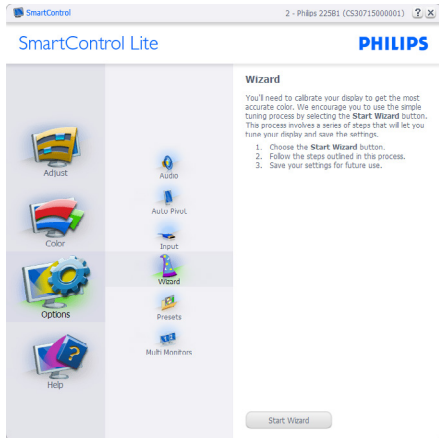 SmartControl
2 - Philips 225B1 (CS30715000001)
? X
SmartControl Lite
PHILIPS
Adjust
Color
Options
Help
Audio
Auto Pivot
Input
Wizard
Presets
Multi Monitors
Wizard
You'll need to calibrate your display to get the most
accurate color. We encourage you to use the simple
tuning process by selecting the Start Wizard button.
This process involves a series of steps that will let you
tune your display and save the settings.
1. Choose the Start Wizard button.
2. Follow the steps outlined in this process.
3. Save your settings for future use.
Start Wizard